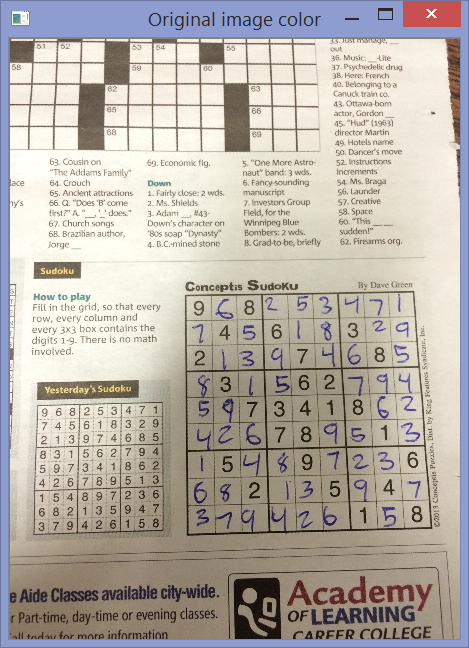 Original image color
51 52 53 54 55
58 59 60
62 63
65 66
68 69
33. Just manage, __
out
36. Music: __-Lite
37. Psychedelic drug
38. Here: French
40. Belonging to a
Canuck train co.
43. Ottawa-born
actor, Gordon __
45. "Hud" (1963)
director Martin
49. Hotels name
50. Dancer's move
52. Instructions
increments
54. Ms. Braga
56. Launder
57. Creative
58. Space
60. "This __ __
sudden!"
62. Firearms org.
lace
ny's
63. Cousin on
"The Addams Family"
64. Crouch
65. Ancient attractions
66. Q. "Does 'B' come
first?" A. "__, '_' does."
67. Church songs
68. Brazilian author,
Jorge __
69. Economic fig.
Down
1. Fairly close: 2 wds.
2. Ms. Shields
3. Adam __, #43-
Down's character on
'80s soap "Dynasty"
4. B.C.-mined stone
5. "One More Astro-
naut" band: 3 wds.
6. Fancy-sounding
manuscript
7. Investors Group
Field, for the
Winnipeg Blue
Bombers: 2 wds.
8. Grad-to-be, briefly
Sudoku
How to play
Fill in the grid, so that every
row, every column and
every 3x3 box contains the
digits 1-9. There is no math
involved.
Yesterday's Sudoku
9 6 8 2 5 3 4 7 1
7 4 5 6 1 8 3 2 9
2 1 3 9 7 4 6 8 5
8 3 1 5 6 2 7 9 4
5 9 7 3 4 1 8 6 2
4 2 6 7 8 9 5 1 3
1 5 4 8 9 7 2 3 6
6 8 2 1 3 5 9 4 7
3 7 9 4 2 6 1 5 8
Conceptis Sudoku By Dave Green
9 6 8 2 5 3 4 7 1
7 4 5 6 1 8 3 2 9
2 1 3 9 7 4 6 8 5
8 3 1 5 6 2 7 9 4
5 9 7 3 4 1 8 6 2
4 2 6 7 8 9 5 1 3
1 5 4 8 9 7 2 3 6
6 8 2 1 3 5 9 4 7
3 7 9 4 2 6 1 5 8
©2013 Conceptis Puzzles, Dist. by King Features Syndicate, Inc.
e Aide Classes available city-wide.
r Part-time, day-time or evening classes.
all today for more information
Academy
OF LEARNING
CAREER COLLEGE